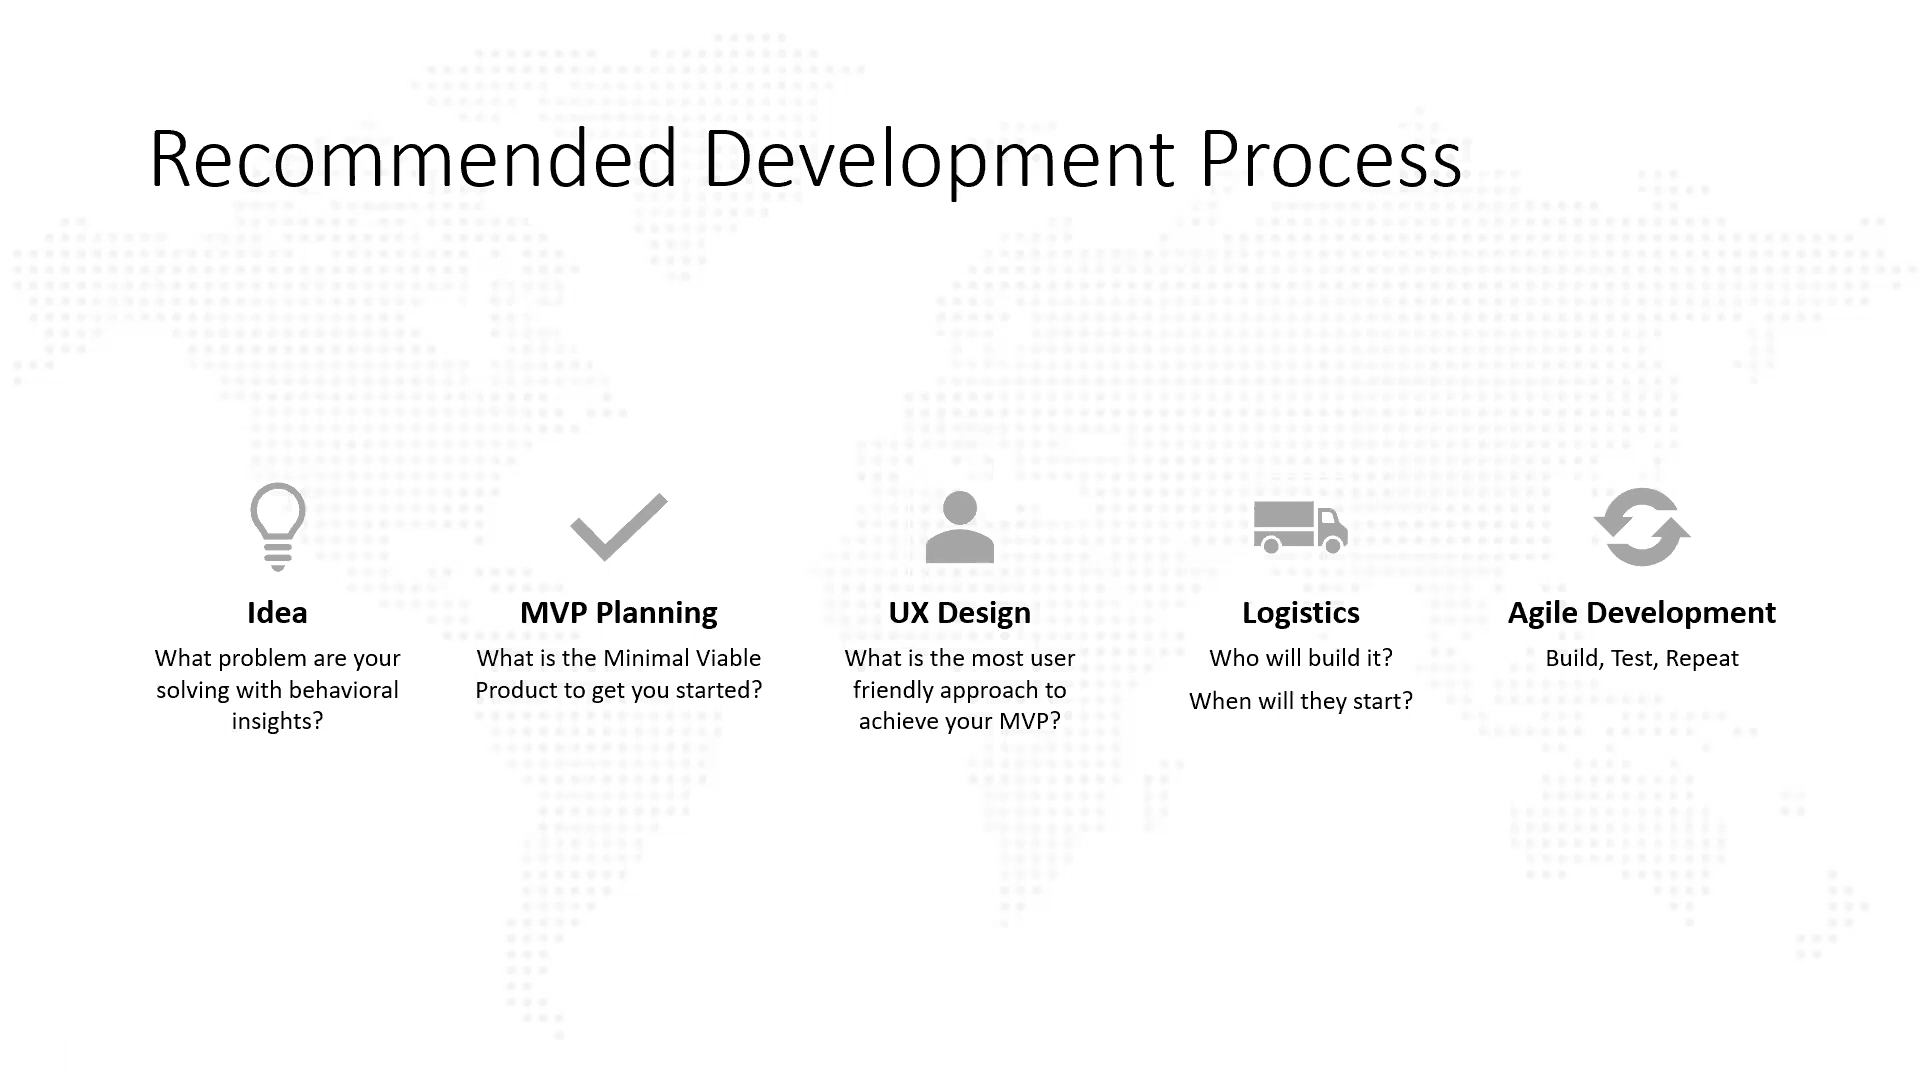 Recommended Development Process
Idea
What problem are your
solving with behavioral
insights?
MVP Planning
What is the Minimal Viable
Product to get you started?
UX Design
What is the most user
friendly approach to
achieve your MVP?
Logistics
Who will build it?
When will they start?
Agile Development
Build, Test, Repeat